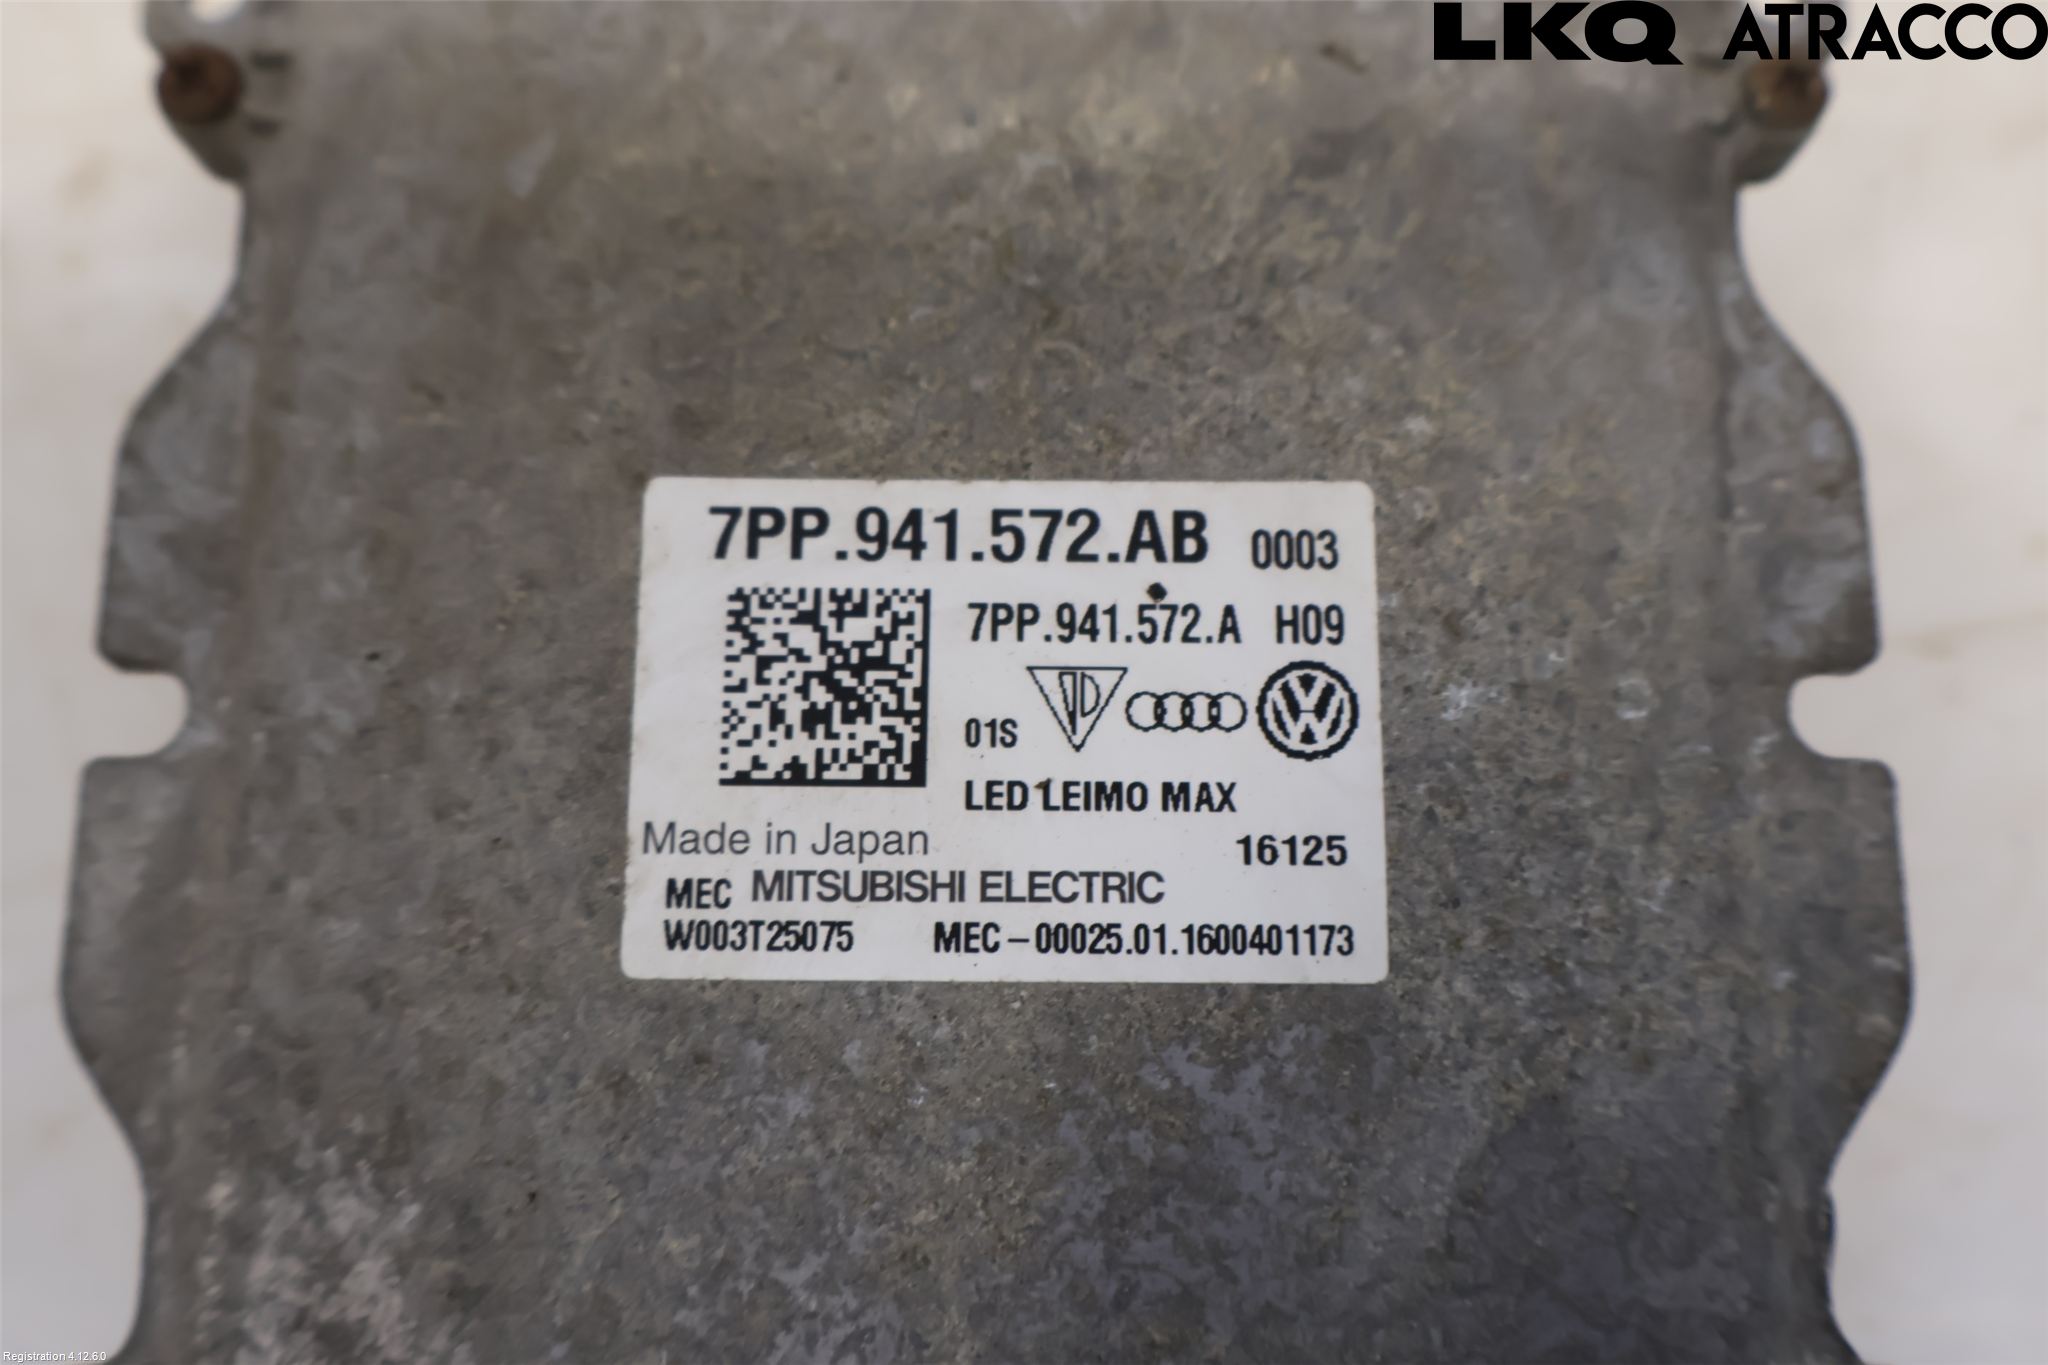 LKQ ATRACCO
7PP.941.572.AB 0003
7PP.941.572.A H09
01S
LED LEIMO MAX
Made in Japan 16125
MEC MITSUBISHI ELECTRIC
W003T25075 MEC-00025.01.1600401173
Registration 4.12.6.0